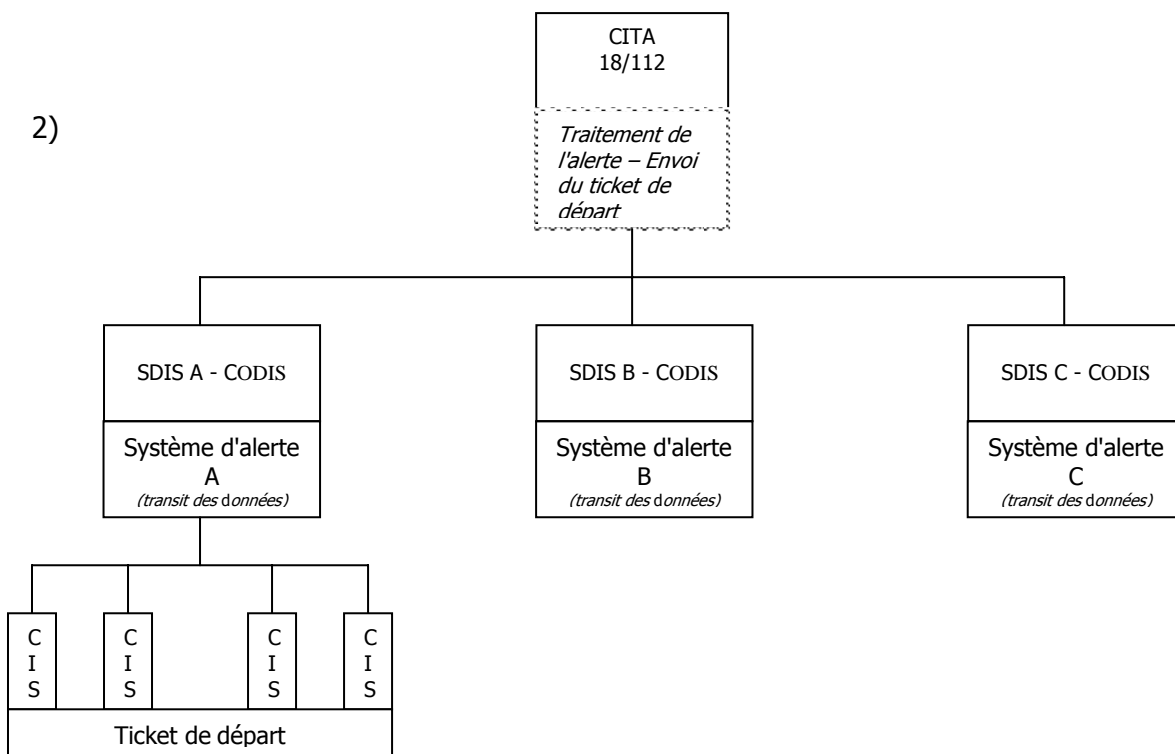 CITA
18/112
2)
Traitement de
l'alerte – Envoi
du ticket de
départ
SDIS A - CODIS
SDIS B - CODIS
SDIS C - CODIS
Système d'alerte
A
(transit des données)
Système d'alerte
B
(transit des données)
Système d'alerte
C
(transit des données)
C
I
S
C
I
S
C
I
S
C
I
S
Ticket de départ